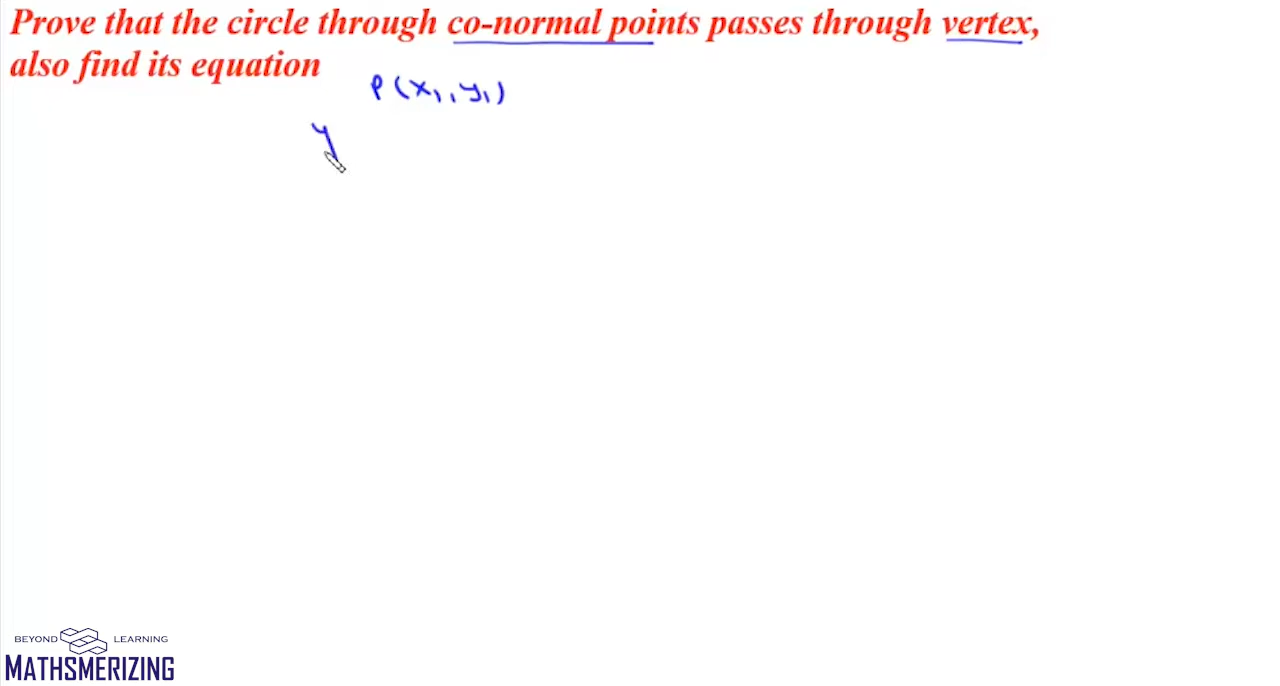 Prove that the circle through co-normal points passes through vertex,
also find its equation
P(x₁, y₁)
y
BEYOND LEARNING
MATHSMERIZING